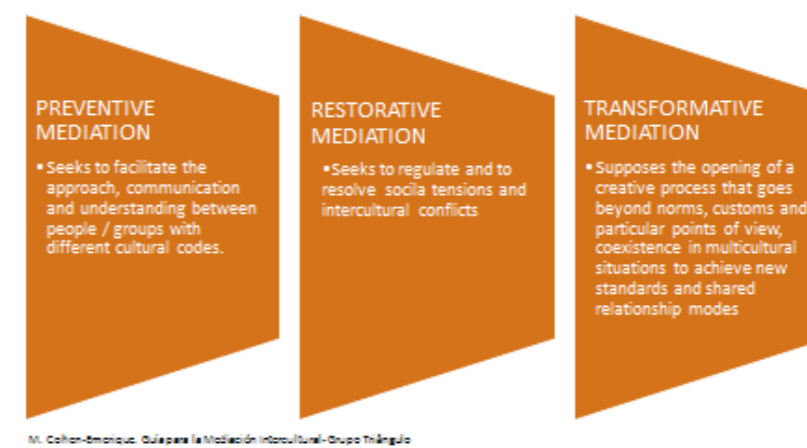 PREVENTIVE
MEDIATION
•Seeks to facilitate the
approach, communication
and understanding between
people / groups with
different cultural codes.
RESTORATIVE
MEDIATION
•Seeks to regulate and to
resolve socila tensions and
intercultural conflicts
TRANSFORMATIVE
MEDIATION
•Supposes the opening of a
creative process that goes
beyond norms, customs and
particular points of view,
coexistence in multicultural
situations to achieve new
standards and shared
relationship modes
M. Cohen-Emerique. Guía para la Mediación Intercultural-Grupo Triángulo